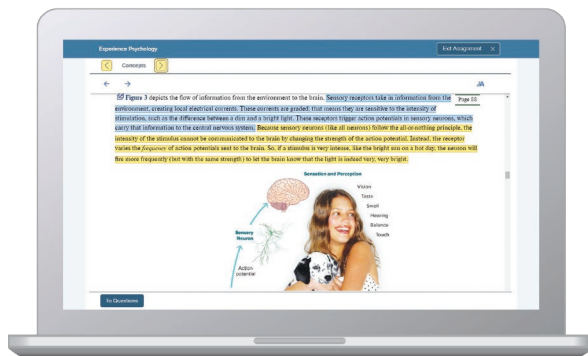 Experience Psychology
Exit Assignment X
Concepts
Figure 3 depicts the flow of information from the environment to the brain. Sensory receptors take in information from the
Page 88
environment, creating local electrical currents. These currents are graded; that means they are sensitive to the intensity of
stimulation, such as the difference between a dim and a bright light. These receptors trigger action potentials in sensory neurons, which
carry that information to the central nervous system. Because sensory neurons (like all neurons) follow the all-or-nothing principle, the
intensity of the stimulus cannot be communicated to the brain by changing the strength of the action potential. Instead, the receptor
varies the frequency of action potentials sent to the brain. So, if a stimulus is very intense, like the bright sun on a hot day, the neuron will
fire more frequently (but with the same strength) to let the brain know that the light is indeed very, very bright.
Sensation and Perception
Vision
Taste
Smell
Hearing
Balance
Touch
Sensory
Neuron
Action
potential
To Questions